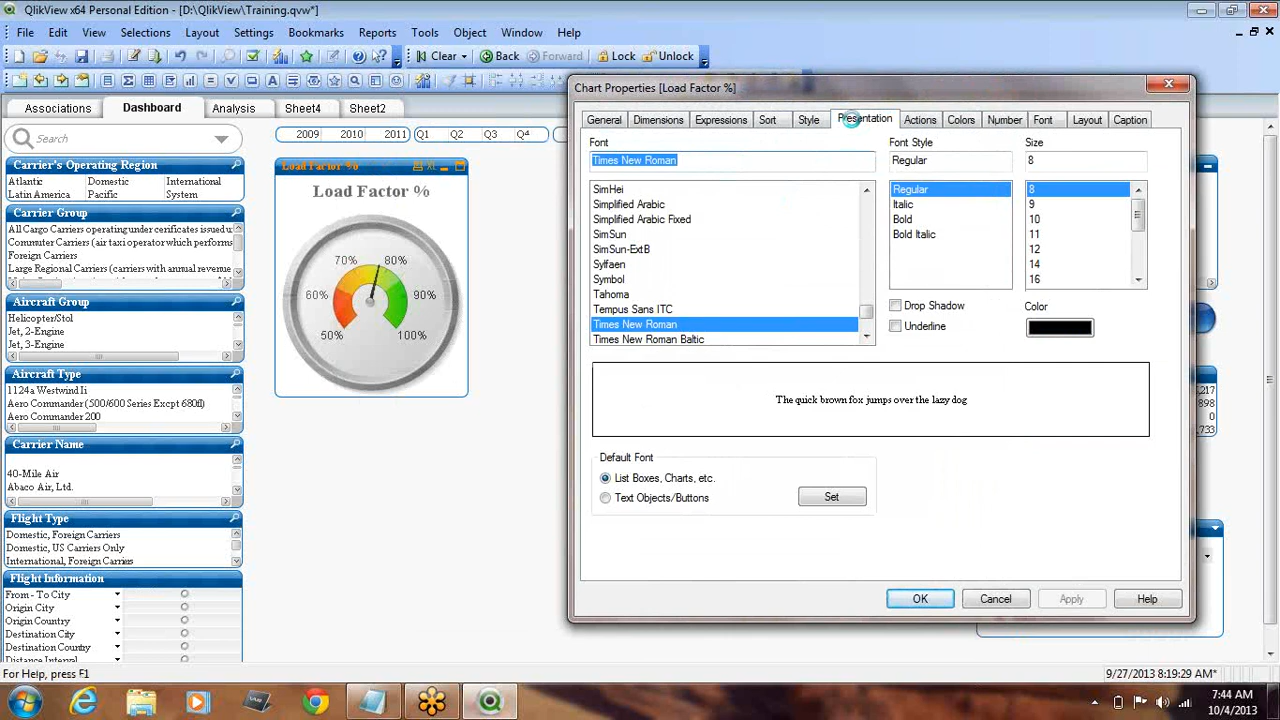 QlikView x64 Personal Edition - [D:\QlikView\Training.qvw*]
File Edit View Selections Layout Settings Bookmarks Reports Tools Object Window Help
Clear Back Forward Lock Unlock
Associations Dashboard Analysis Sheet4 Sheet2
Search
2009 2010 2011 Q1 Q2 Q3 Q4
Carrier's Operating Region
Atlantic Domestic International
Latin America Pacific System
Carrier Group
All Cargo Carriers operating under cerificates issued u
Commuter Carriers (air taxi operator which performs
Foreign Carriers
Large Regional Carriers (carriers with annual revenue
Aircraft Group
Helicopter/Stol
Jet, 2-Engine
Jet, 3-Engine
Aircraft Type
1124a Westwind Ii
Aero Commander (500/600 Series Excpt 680fl)
Aero Commander 200
Carrier Name
40-Mile Air
Abaco Air, Ltd.
Flight Type
Domestic, Foreign Carriers
Domestic, US Carriers Only
International, Foreign Carriers
Flight Information
From - To City
Origin City
Origin Country
Destination City
Destination Country
Distance Interval
Load Factor % XL
Load Factor %
70% 80%
60% 90%
50% 100%
Chart Properties [Load Factor %]
General Dimensions Expressions Sort Style Presentation Actions Colors Number Font Layout Caption
Font Font Style Size
Times New Roman Regular 8
SimHei
Simplified Arabic
Simplified Arabic Fixed
SimSun
SimSun-ExtB
Sylfaen
Symbol
Tahoma
Tempus Sans ITC
Times New Roman
Times New Roman Baltic
Regular
Italic
Bold
Bold Italic
8
9
10
11
12
14
16
Drop Shadow
Underline
Color
The quick brown fox jumps over the lazy dog
Default Font
List Boxes, Charts, etc.
Text Objects/Buttons
Set
OK Cancel Apply Help
,217
898
0
,733
For Help, press F1
9/27/2013 8:19:29 AM*
7:44 AM
10/4/2013